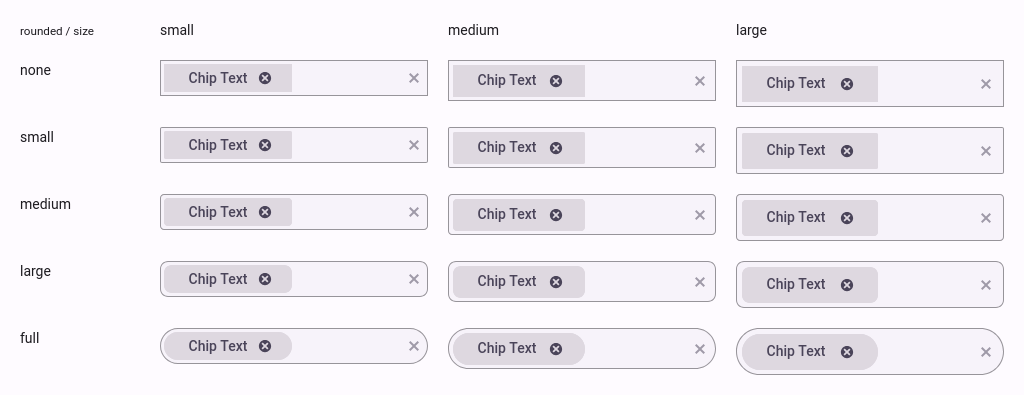 rounded / size small medium large
none Chip Text Chip Text Chip Text
small Chip Text Chip Text Chip Text
medium Chip Text Chip Text Chip Text
large Chip Text Chip Text Chip Text
full Chip Text Chip Text Chip Text